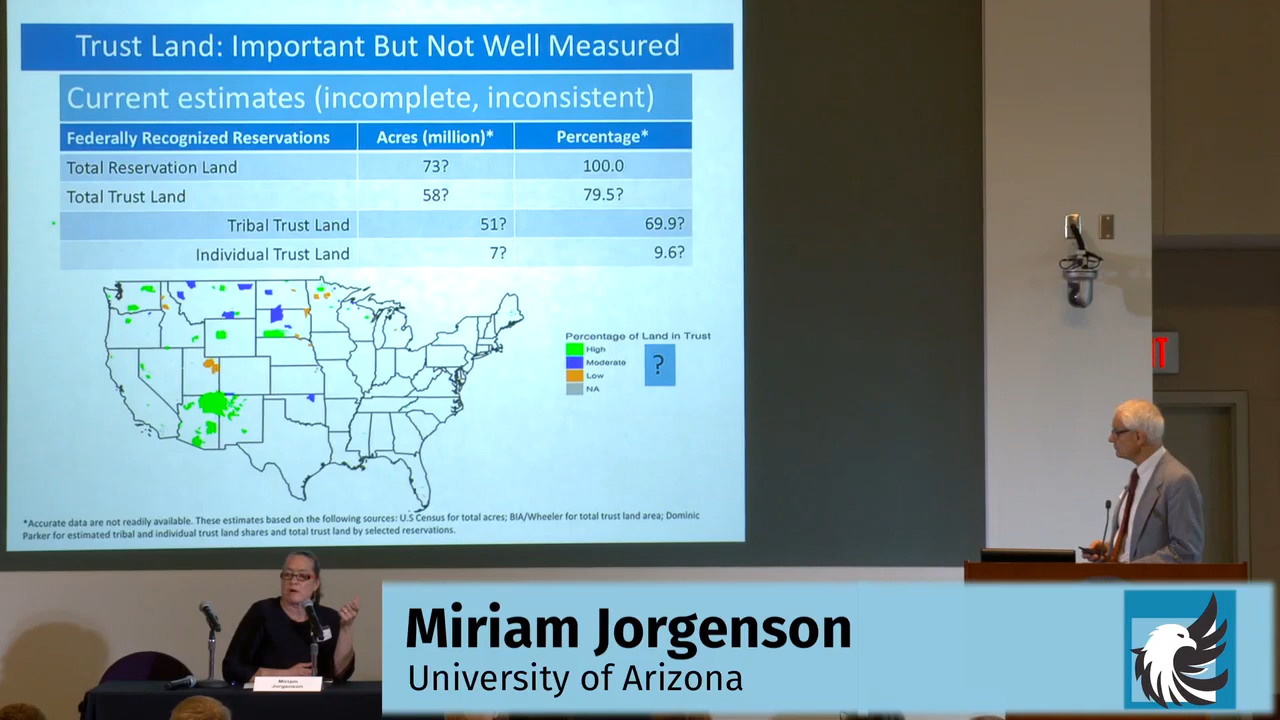 Trust Land: Important But Not Well Measured
Current estimates (incomplete, inconsistent)
Federally Recognized Reservations Acres (million)* Percentage*
Total Reservation Land 73? 100.0
Total Trust Land 58? 79.5?
Tribal Trust Land 51? 69.9?
Individual Trust Land 7? 9.6?
Percentage of Land in Trust
High
Moderate
Low
NA
?
*Accurate data are not readily available. These estimates based on the following sources: U.S Census for total acres; BIA/Wheeler for total trust land area; Dominic
Parker for estimated tribal and individual trust land shares and total trust land by selected reservations.
IT
Miriam
Jorgenson
Miriam Jorgenson
University of Arizona